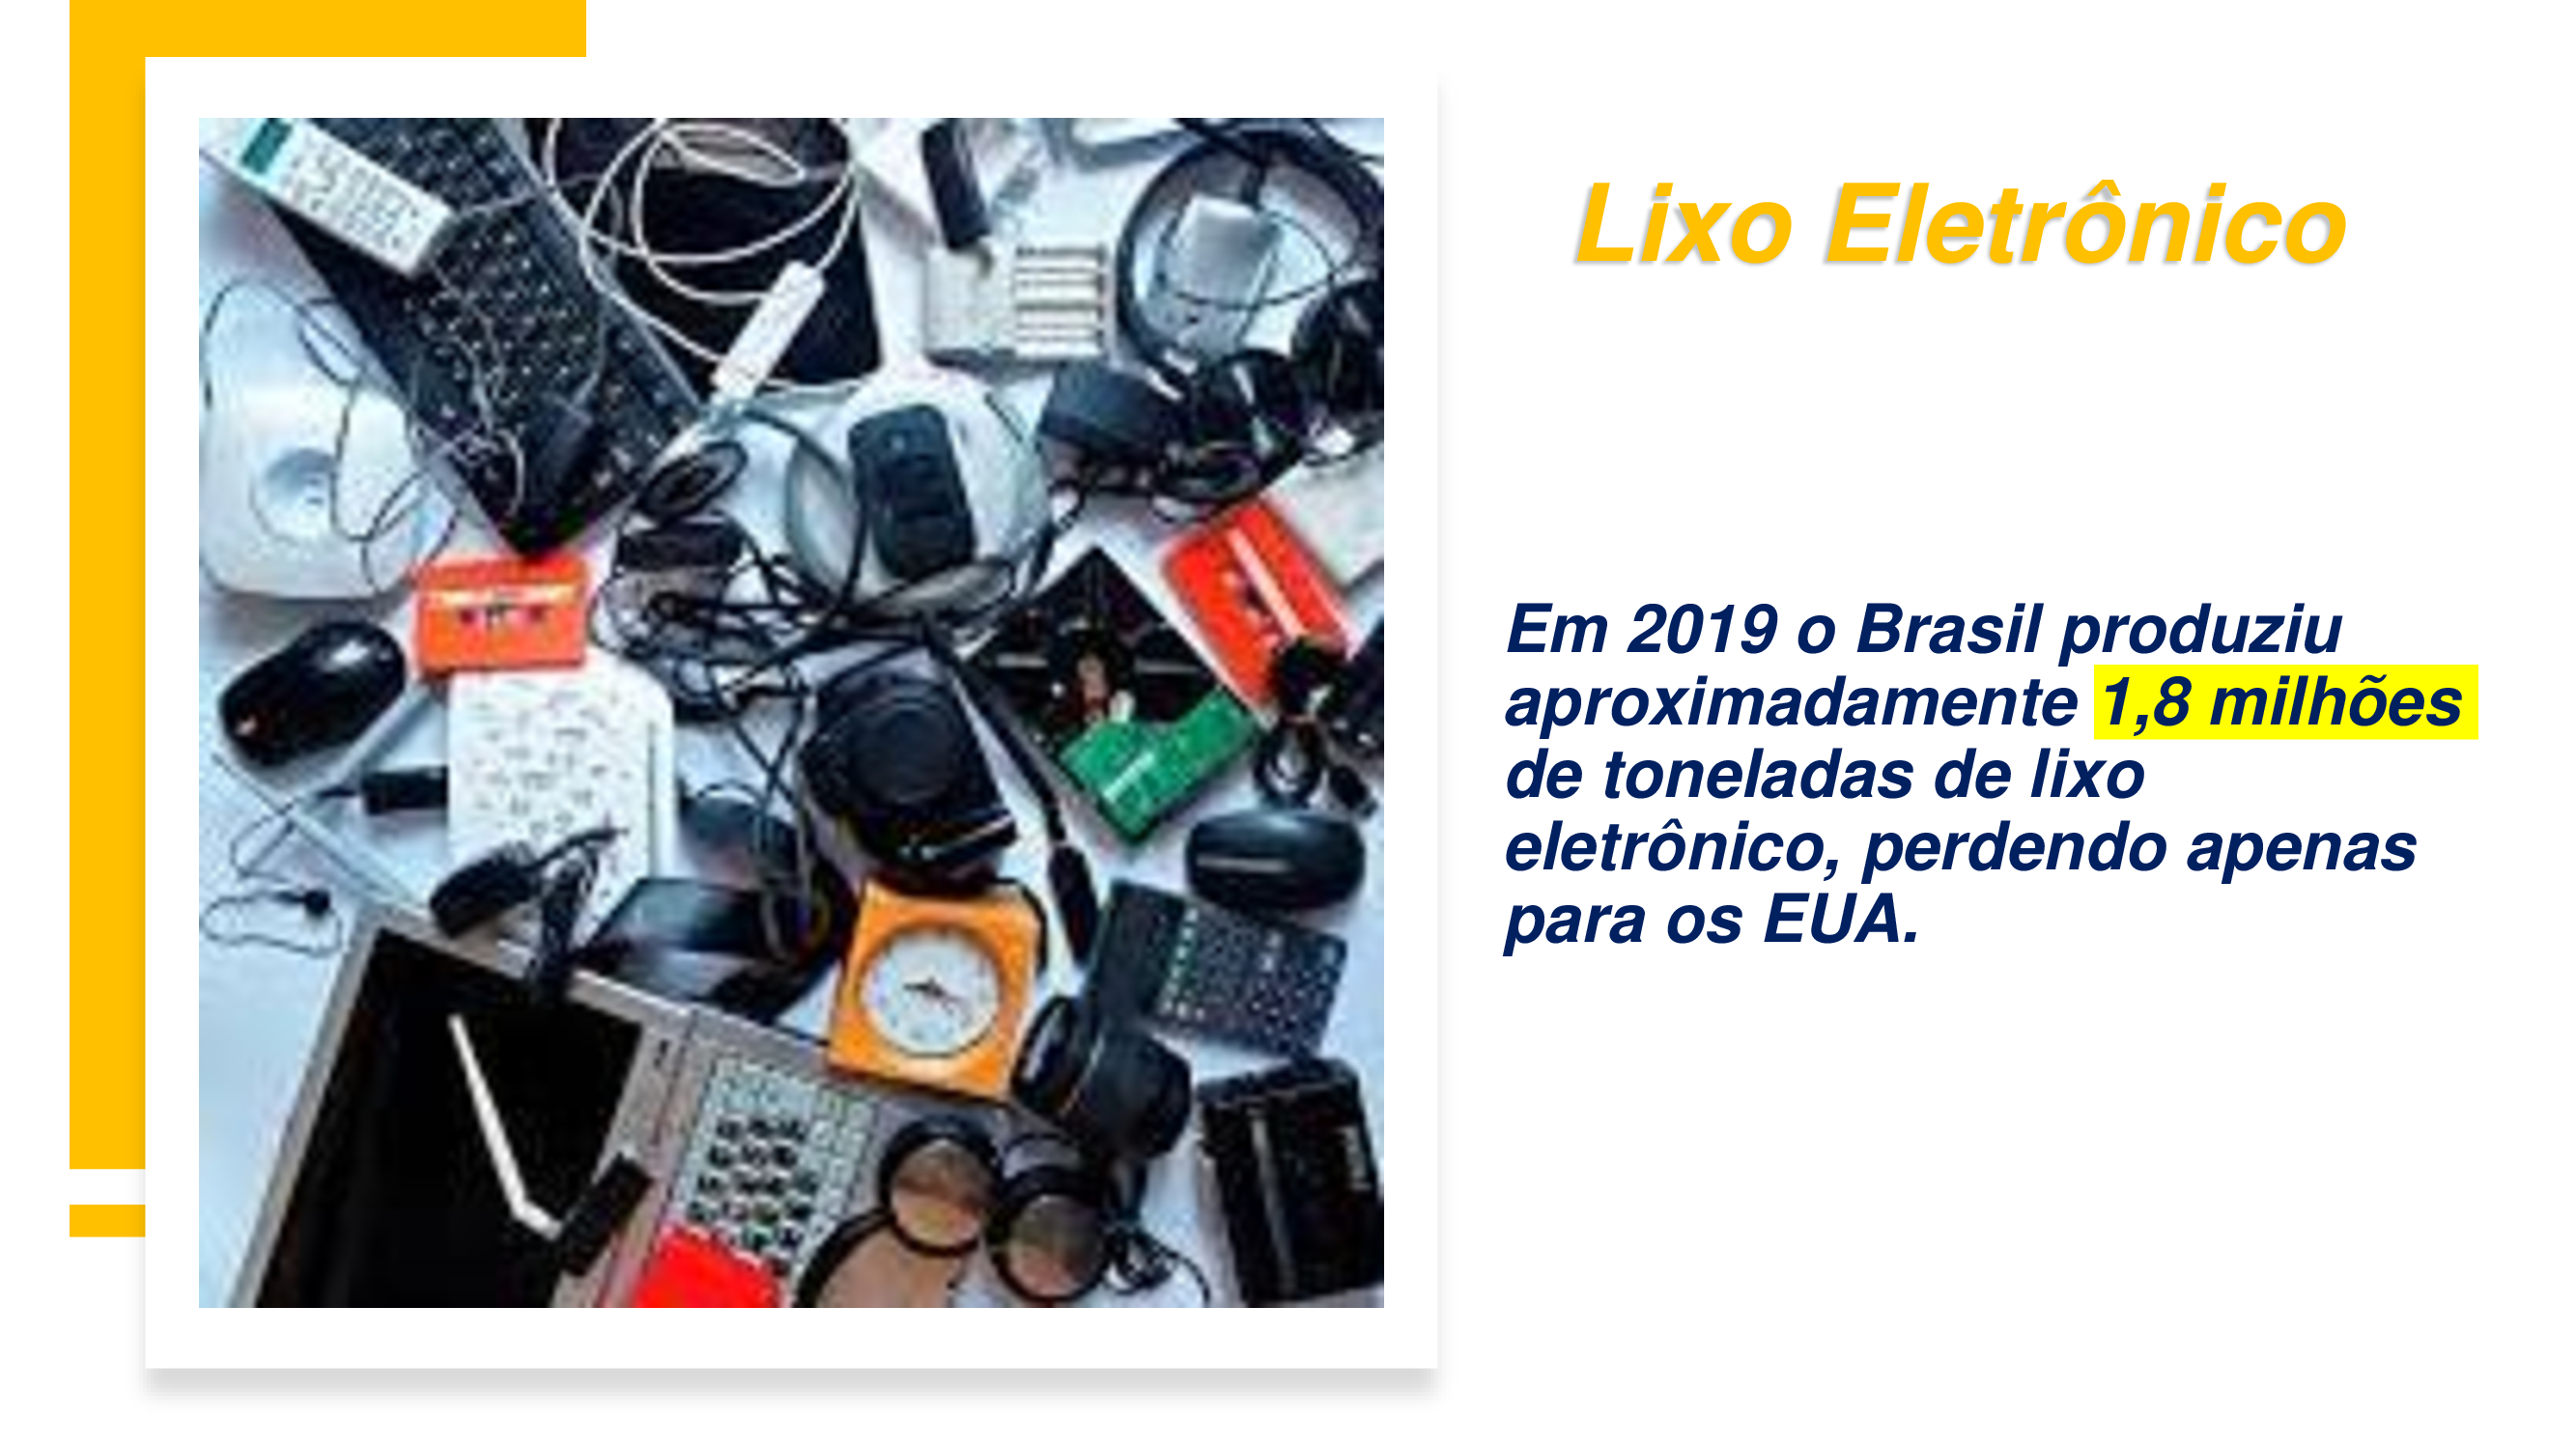 Lixo Eletrônico
Em 2019 o Brasil produziu
aproximadamente 1,8 milhões
de toneladas de lixo
eletrônico, perdendo apenas
para os EUA.